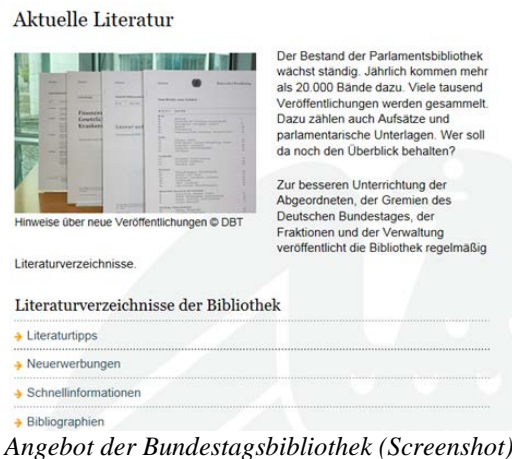 Aktuelle Literatur
Der Bestand der Parlamentsbibliothek
wächst ständig. Jährlich kommen mehr
als 20.000 Bände dazu. Viele tausend
Veröffentlichungen werden gesammelt.
Dazu zählen auch Aufsätze und
parlamentarische Unterlagen. Wer soll
da noch den Überblick behalten?
Zur besseren Unterrichtung der
Abgeordneten, der Gremien des
Deutschen Bundestages, der
Fraktionen und der Verwaltung
veröffentlicht die Bibliothek regelmäßig
Hinweise über neue Veröffentlichungen © DBT
Literaturverzeichnisse.
Literaturverzeichnisse der Bibliothek
Literaturtipps
Neuerwerbungen
Schnellinformationen
Bibliographien
Angebot der Bundestagsbibliothek (Screenshot)